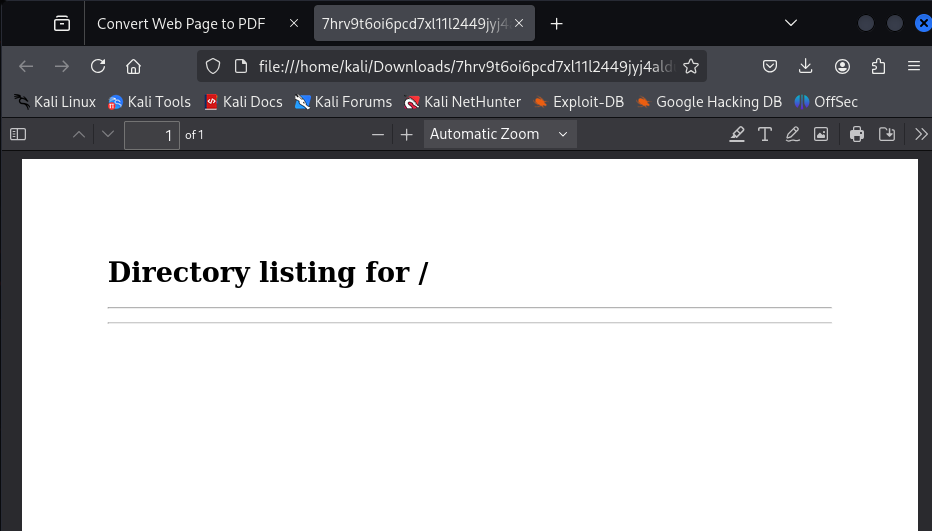 Convert Web Page to PDF
7hrv9t6oi6pcd7xl11l2449jyj4
file:///home/kali/Downloads/7hrv9t6oi6pcd7xl11l2449jyj4ald
Kali Linux Kali Tools Kali Docs Kali Forums Kali NetHunter Exploit-DB Google Hacking DB OffSec
1 of 1 Automatic Zoom
Directory listing for /